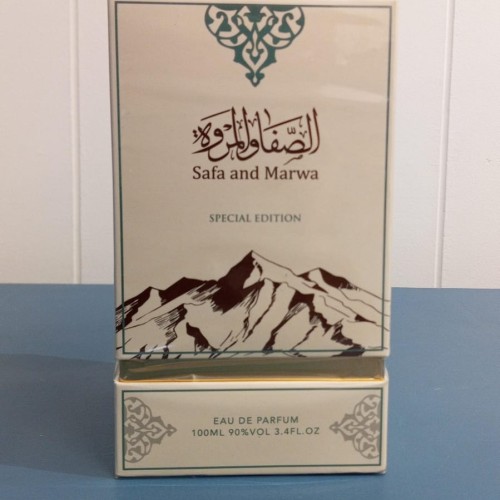 الصفا والمروة
Safa and Marwa
SPECIAL EDITION
EAU DE PARFUM
100ML 90%VOL 3.4FL.OZ